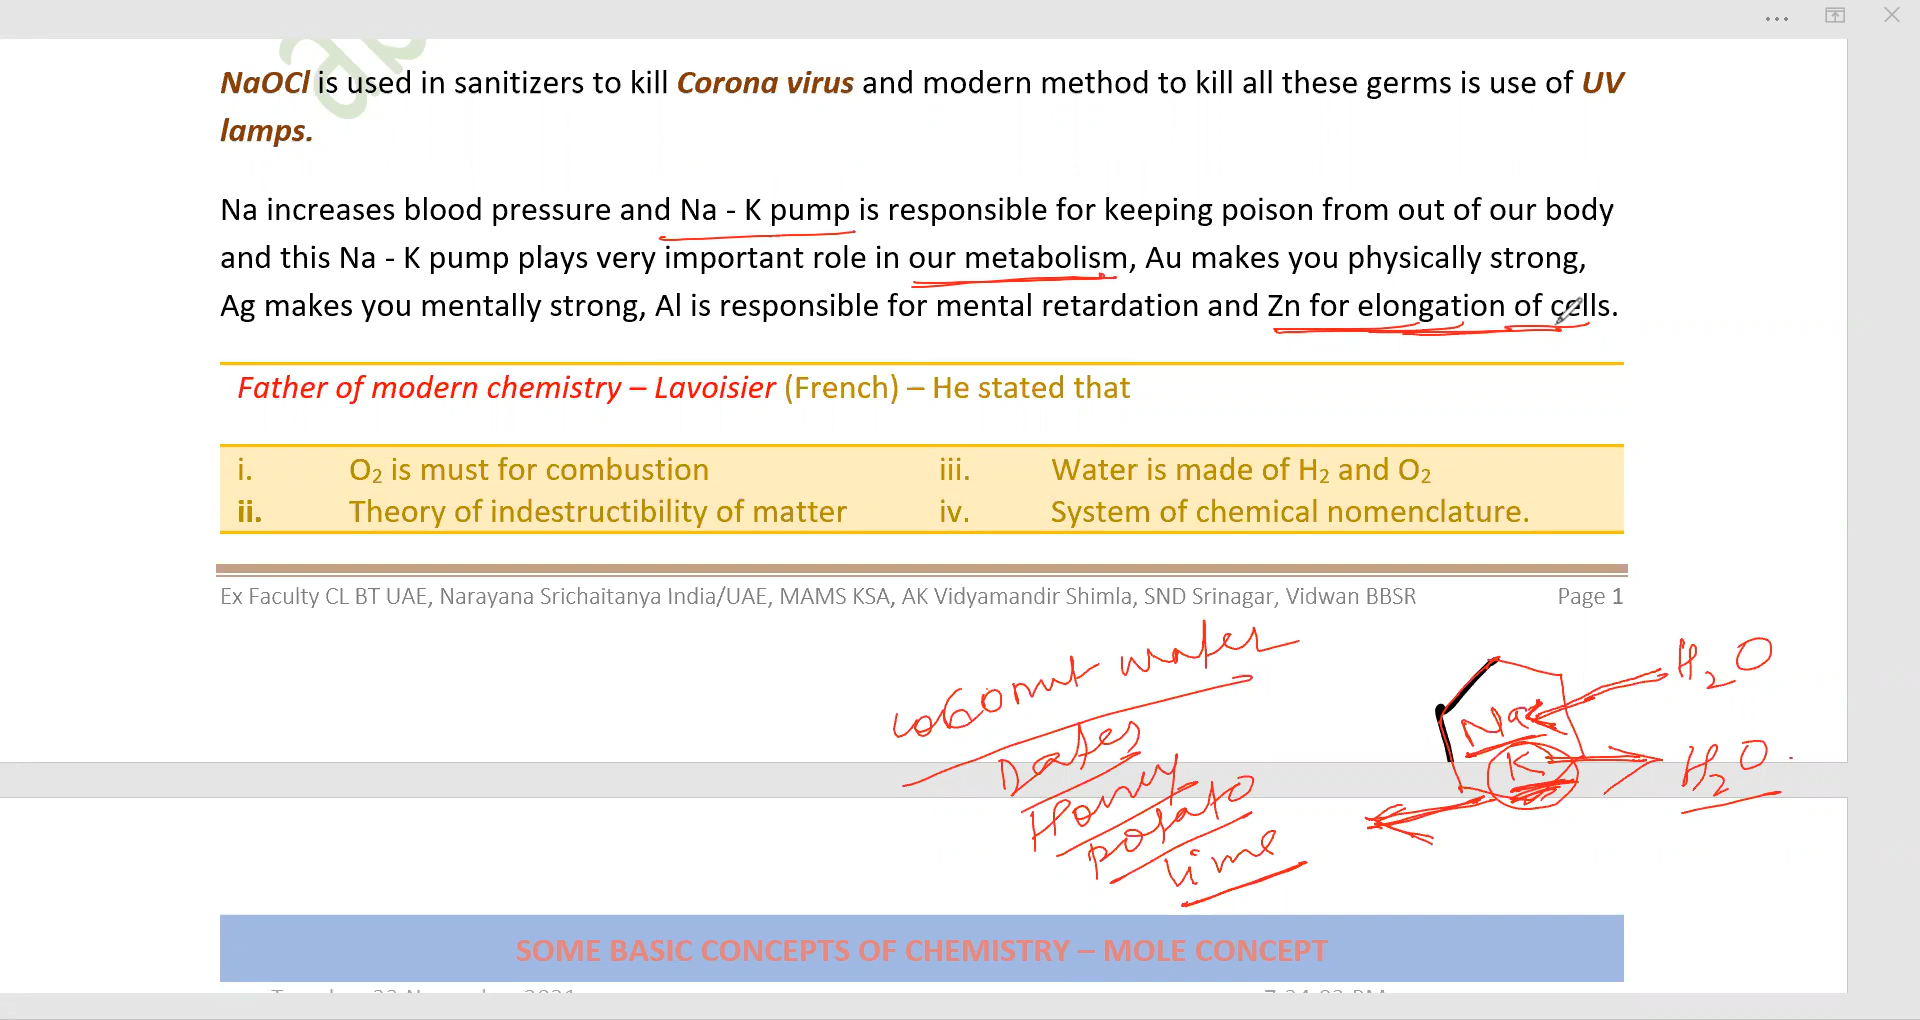 NaOCl is used in sanitizers to kill Corona virus and modern method to kill all these germs is use of UV
lamps.
Na increases blood pressure and Na - K pump is responsible for keeping poison from out of our body
and this Na - K pump plays very important role in our metabolism, Au makes you physically strong,
Ag makes you mentally strong, Al is responsible for mental retardation and Zn for elongation of cells.
Father of modern chemistry – Lavoisier (French) – He stated that
i. O₂ is must for combustion iii. Water is made of H₂ and O₂
ii. Theory of indestructibility of matter iv. System of chemical nomenclature.
Ex Faculty CL BT UAE, Narayana Srichaitanya India/UAE, MAMS KSA, AK Vidyamandir Shimla, SND Srinagar, Vidwan BBSR Page 1
Coconut water
Dates
Honey
Potato
Lime
H₂O
Na
K
H₂O
SOME BASIC CONCEPTS OF CHEMISTRY – MOLE CONCEPT